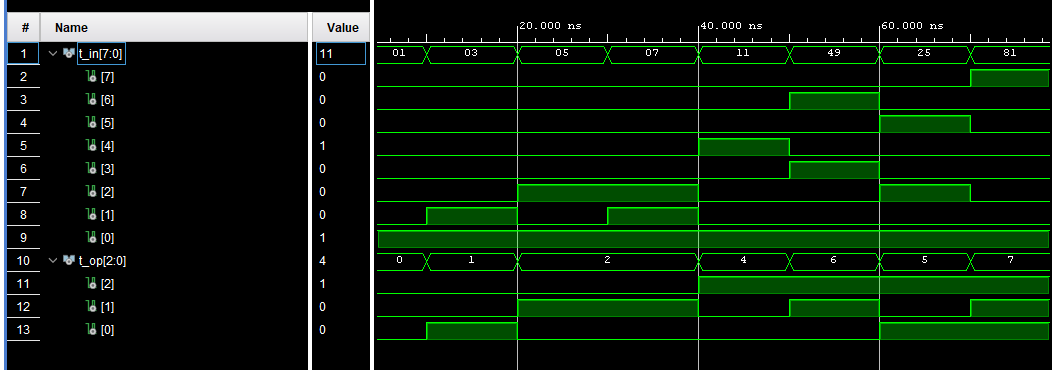 # Name Value 20.000 ns 40.000 ns 60.000 ns
1 t_in[7:0] 11 01 03 05 07 11 49 25 81
2 [7] 0
3 [6] 0
4 [5] 0
5 [4] 1
6 [3] 0
7 [2] 0
8 [1] 0
9 [0] 1
10 t_op[2:0] 4 0 1 2 4 6 5 7
11 [2] 1
12 [1] 0
13 [0] 0